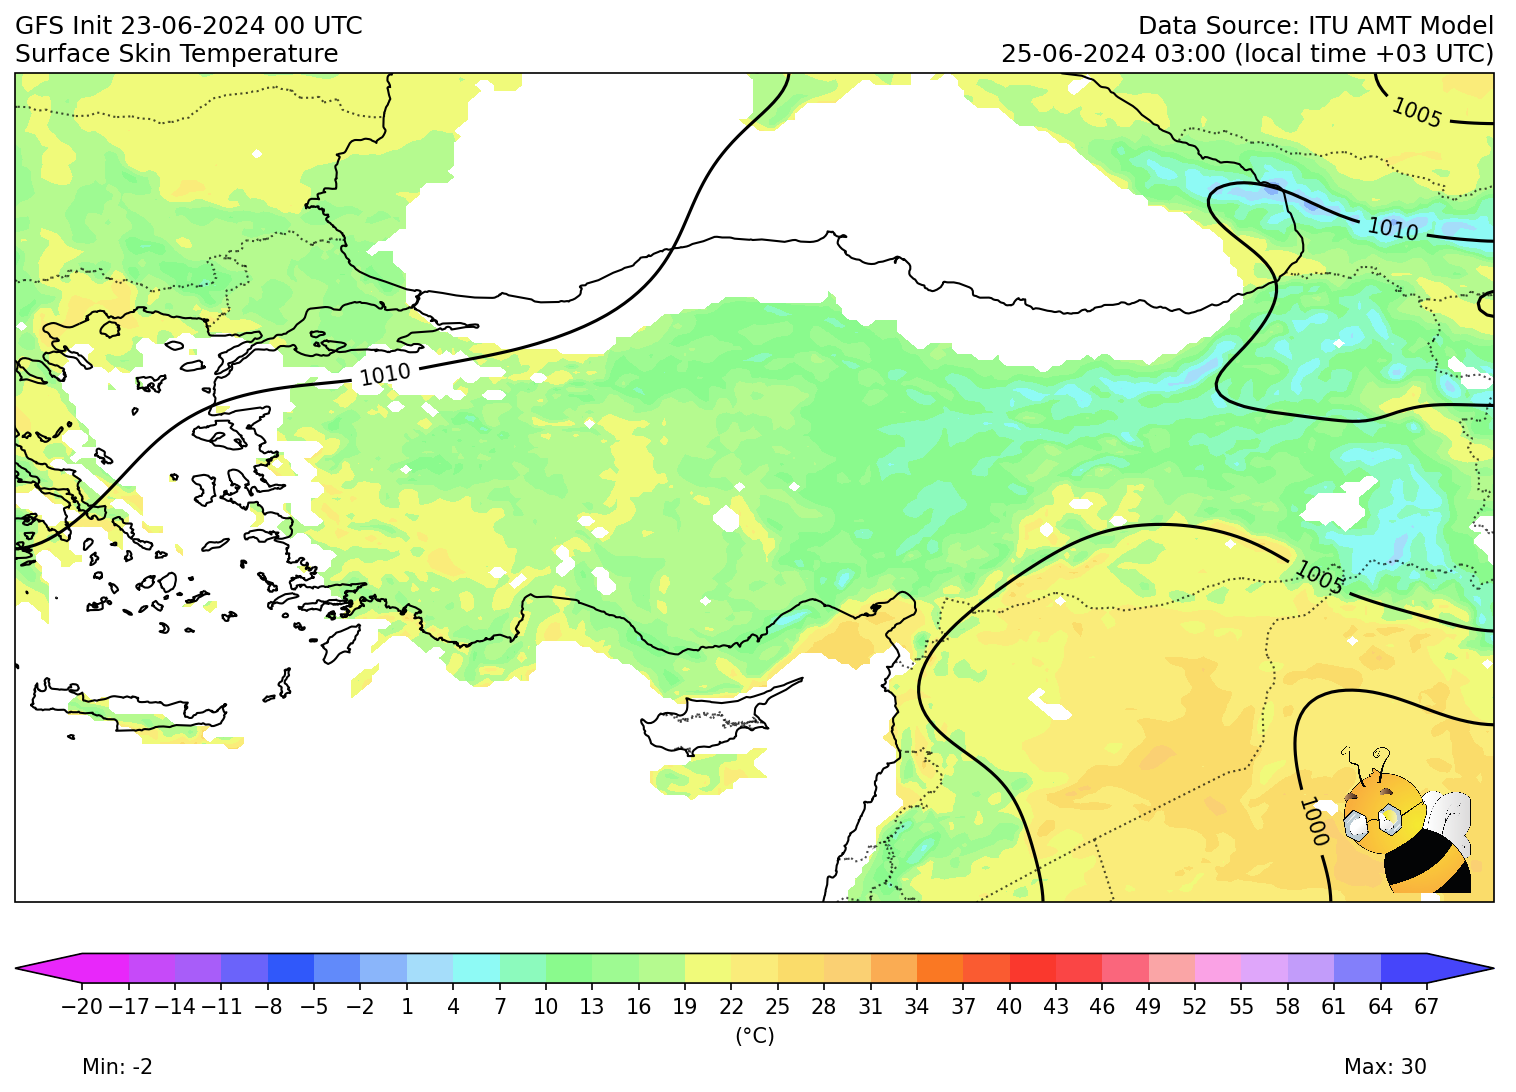 GFS Init 23-06-2024 00 UTC
Surface Skin Temperature
Data Source: ITU AMT Model
25-06-2024 03:00 (local time +03 UTC)
1005
1010
1010
1005
1000
−20 −17 −14 −11 −8 −5 −2 1 4 7 10 13 16 19 22 25 28 31 34 37 40 43 46 49 52 55 58 61 64 67
(°C)
Min: -2
Max: 30